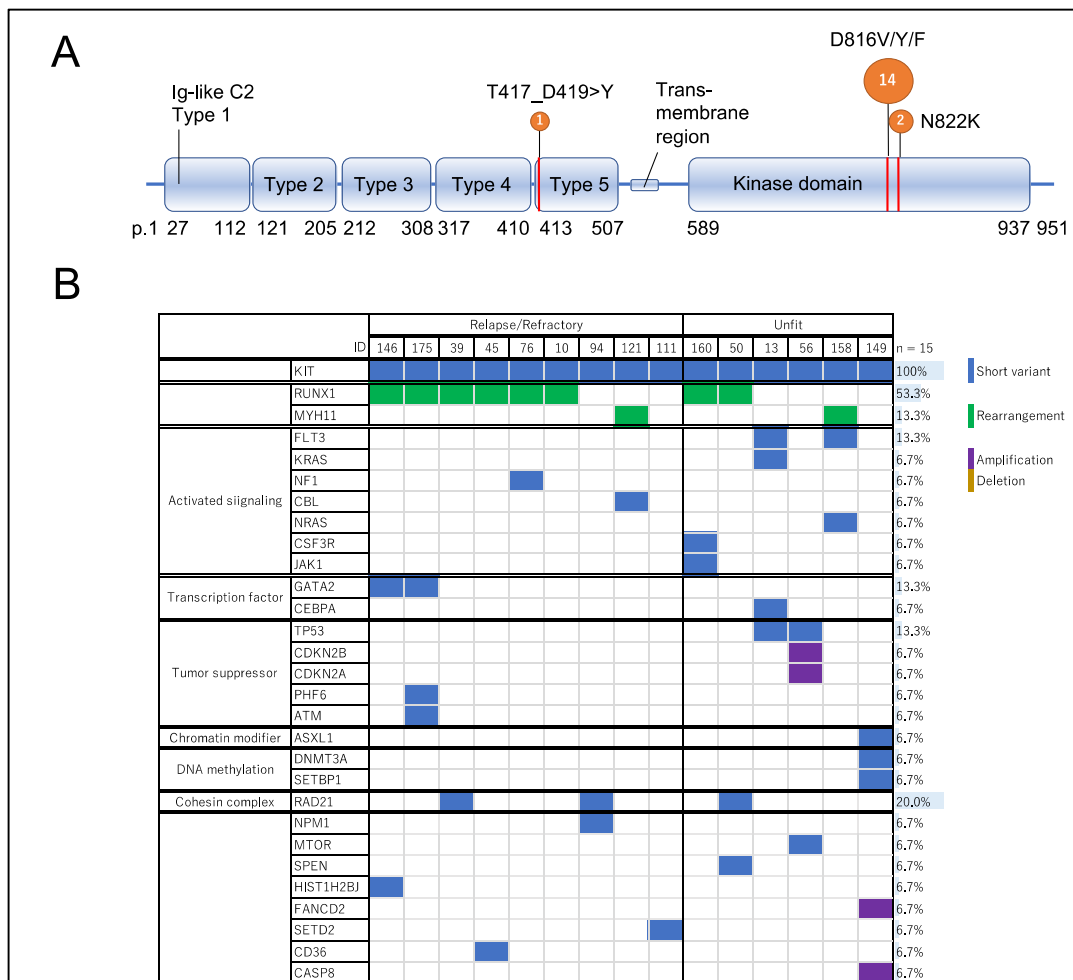 A
D816V/Y/F
14
Ig-like C2
Type 1
T417_D419>Y
1
Trans-
membrane
region
2
N822K
Type 2
Type 3
Type 4
Type 5
Kinase domain
p.1 27 112 121 205 212 308 317 410 413 507 589 937 951
B
Relapse/Refractory Unfit
ID 146 175 39 45 76 10 94 121 111 160 50 13 56 158 149 n = 15
KIT 100%
Short variant
RUNX1 53.3%
MYH11 13.3%
Rearrangement
FLT3 13.3%
KRAS 6.7%
Amplification
NF1 6.7%
Deletion
Activated siignaling
CBL 6.7%
NRAS 6.7%
CSF3R 6.7%
JAK1 6.7%
Transcription factor
GATA2 13.3%
CEBPA 6.7%
TP53 13.3%
CDKN2B 6.7%
Tumor suppressor
CDKN2A 6.7%
PHF6 6.7%
ATM 6.7%
Chromatin modifier ASXL1 6.7%
DNA methylation
DNMT3A 6.7%
SETBP1 6.7%
Cohesin complex RAD21 20.0%
NPM1 6.7%
MTOR 6.7%
SPEN 6.7%
HIST1H2BJ 6.7%
FANCD2 6.7%
SETD2 6.7%
CD36 6.7%
CASP8 6.7%